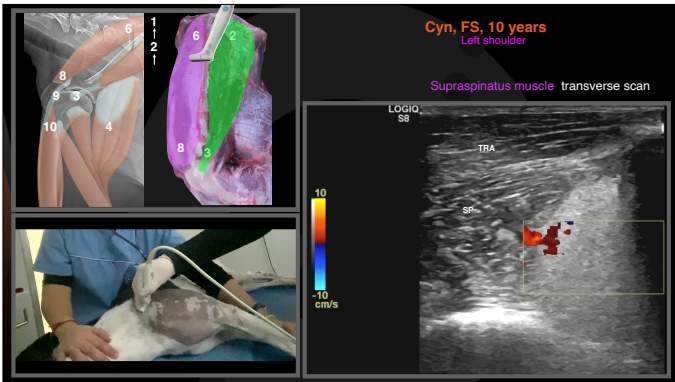 Cyn, FS, 10 years
Left shoulder
Supraspinatus muscle transverse scan
6
1
2
8
9 3
10
4
6
2
8
3
LOGIQ
S8
TRA
SP
10
-10
cm/s